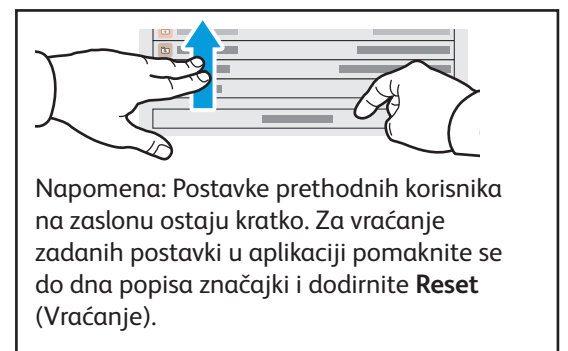 Napomena: Postavke prethodnih korisnika
na zaslonu ostaju kratko. Za vraćanje
zadanih postavki u aplikaciji pomaknite se
do dna popisa značajki i dodirnite Reset
(Vraćanje).